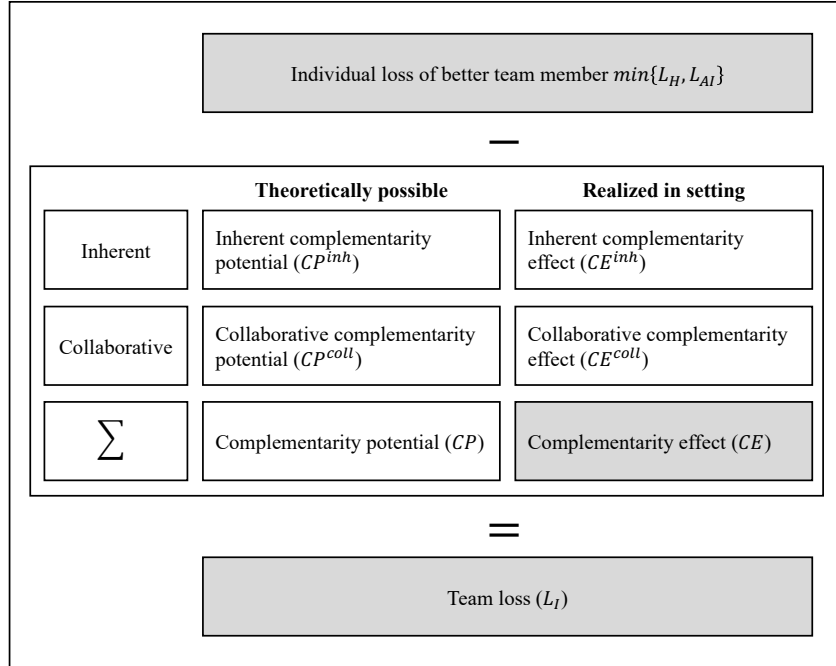 Individual loss of better team member min{L_H, L_AI}
−
Theoretically possible
Realized in setting
Inherent
Inherent complementarity
potential (CP^inh)
Inherent complementarity
effect (CE^inh)
Collaborative
Collaborative complementarity
potential (CP^coll)
Collaborative complementarity
effect (CE^coll)
∑
Complementarity potential (CP)
Complementarity effect (CE)
=
Team loss (L_I)